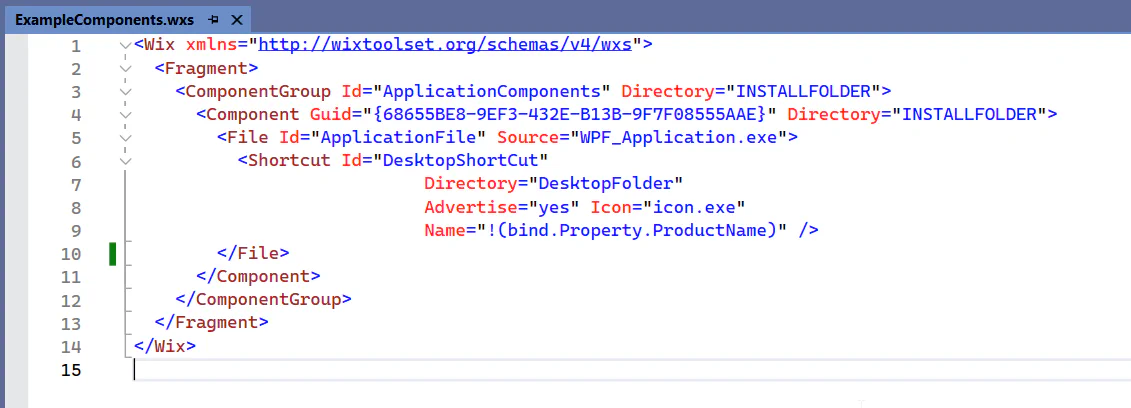 ExampleComponents.wxs
1 <Wix xmlns="http://wixtoolset.org/schemas/v4/wxs">
2 <Fragment>
3 <ComponentGroup Id="ApplicationComponents" Directory="INSTALLFOLDER">
4 <Component Guid="{68655BE8-9EF3-432E-B13B-9F7F08555AAE}" Directory="INSTALLFOLDER">
5 <File Id="ApplicationFile" Source="WPF_Application.exe">
6 <Shortcut Id="DesktopShortCut"
7 Directory="DesktopFolder"
8 Advertise="yes" Icon="icon.exe"
9 Name="!(bind.Property.ProductName)" />
10 </File>
11 </Component>
12 </ComponentGroup>
13 </Fragment>
14 </Wix>
15